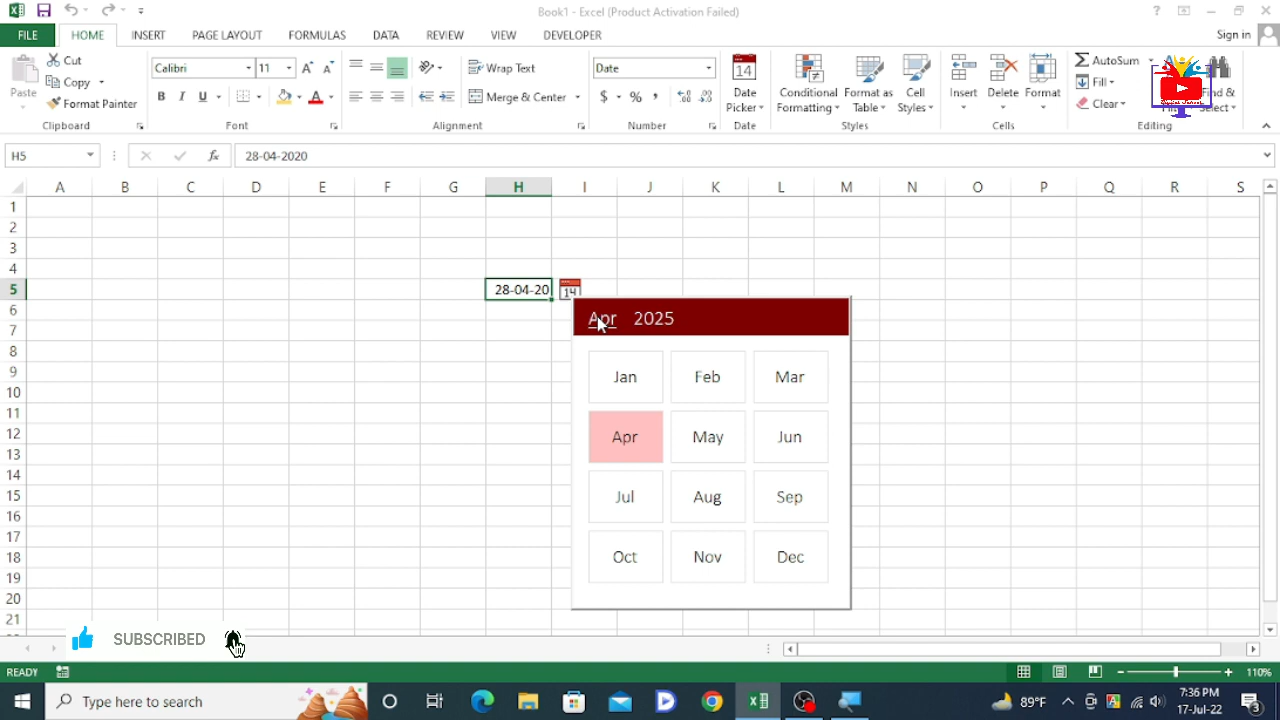 Book1 - Excel (Product Activation Failed)
?
FILE HOME INSERT PAGE LAYOUT FORMULAS DATA REVIEW VIEW DEVELOPER Sign in
Paste Cut Copy Format Painter Clipboard
Calibri 11 B I U A Font
Wrap Text Merge & Center Alignment
Date $ % , Number
14 Date Picker Date
Conditional Formatting Format as Table Cell Styles Styles
Insert Delete Format Cells
AutoSum Fill Clear Find & Select Editing
H5 fx 28-04-2020
A B C D E F G H I J K L M N O P Q R S
1
2
3
4
5 28-04-20 14
6
Apr 2025
7
8
9
Jan Feb Mar
10
11
12
Apr May Jun
13
14
15
Jul Aug Sep
16
17
18
Oct Nov Dec
19
20
21
SUBSCRIBED
READY 110%
Type here to search 89°F 7:36 PM
17-Jul-22 3